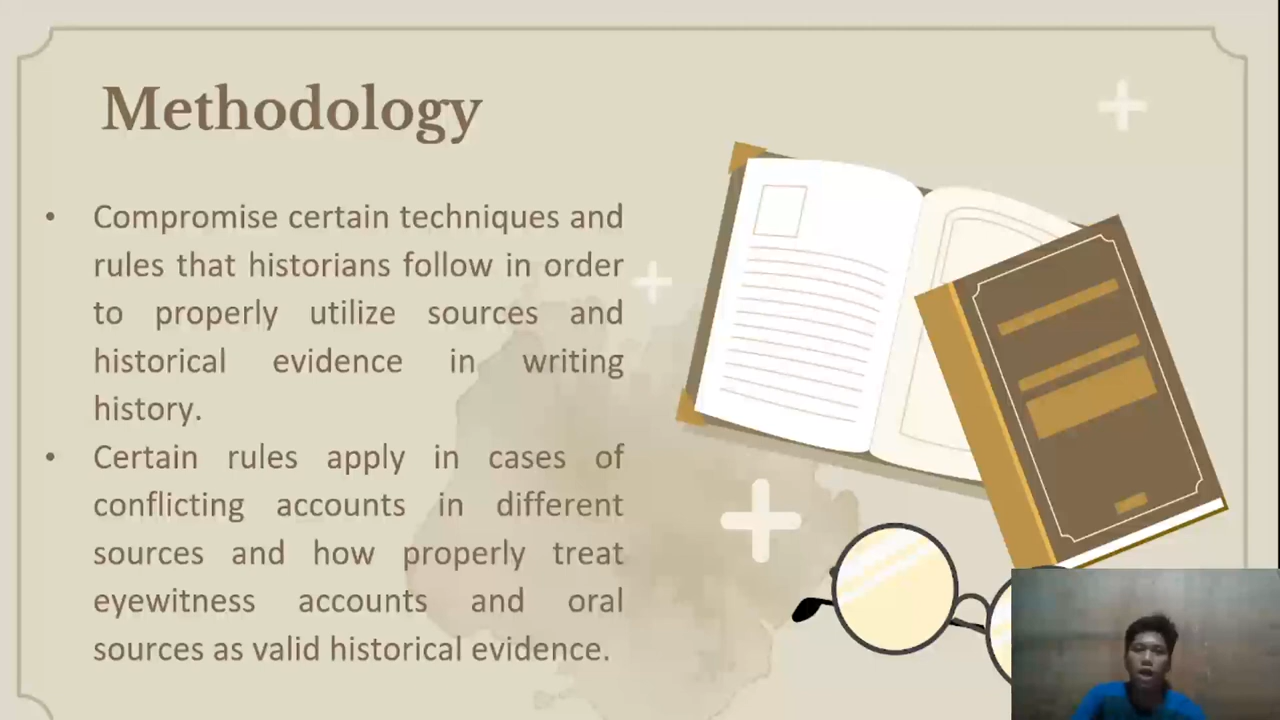 Methodology
• Compromise certain techniques and
rules that historians follow in order
to properly utilize sources and
historical evidence in writing
history.
• Certain rules apply in cases of
conflicting accounts in different
sources and how properly treat
eyewitness accounts and oral
sources as valid historical evidence.